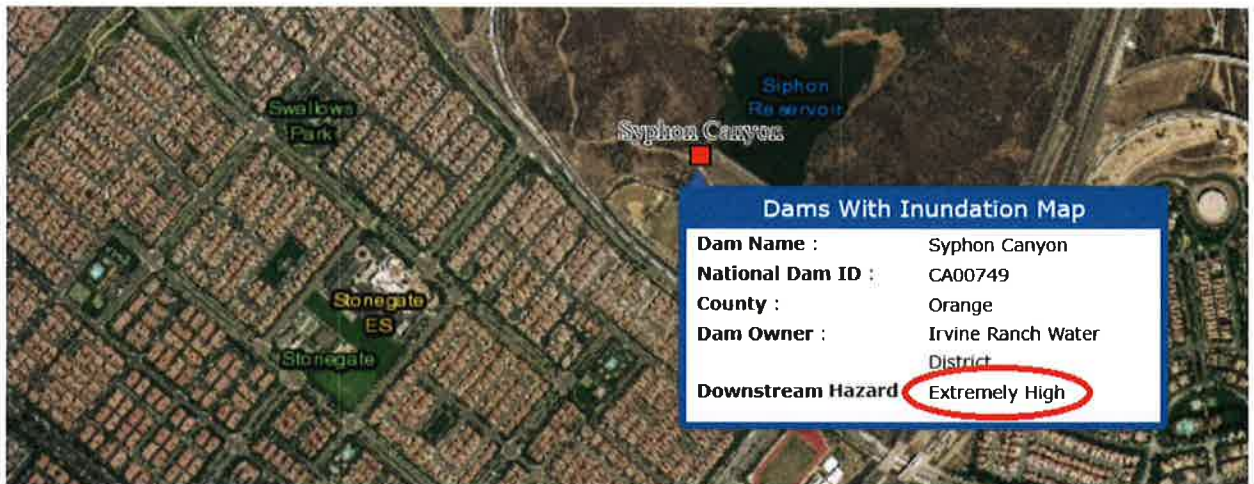 Swallows
Park
Siphon
Reservoir
Syphon Canyon
Dams With Inundation Map
Dam Name : Syphon Canyon
National Dam ID : CA00749
County : Orange
Dam Owner : Irvine Ranch Water
District
Downstream Hazard Extremely High
Stonegate
ES
Stonegate